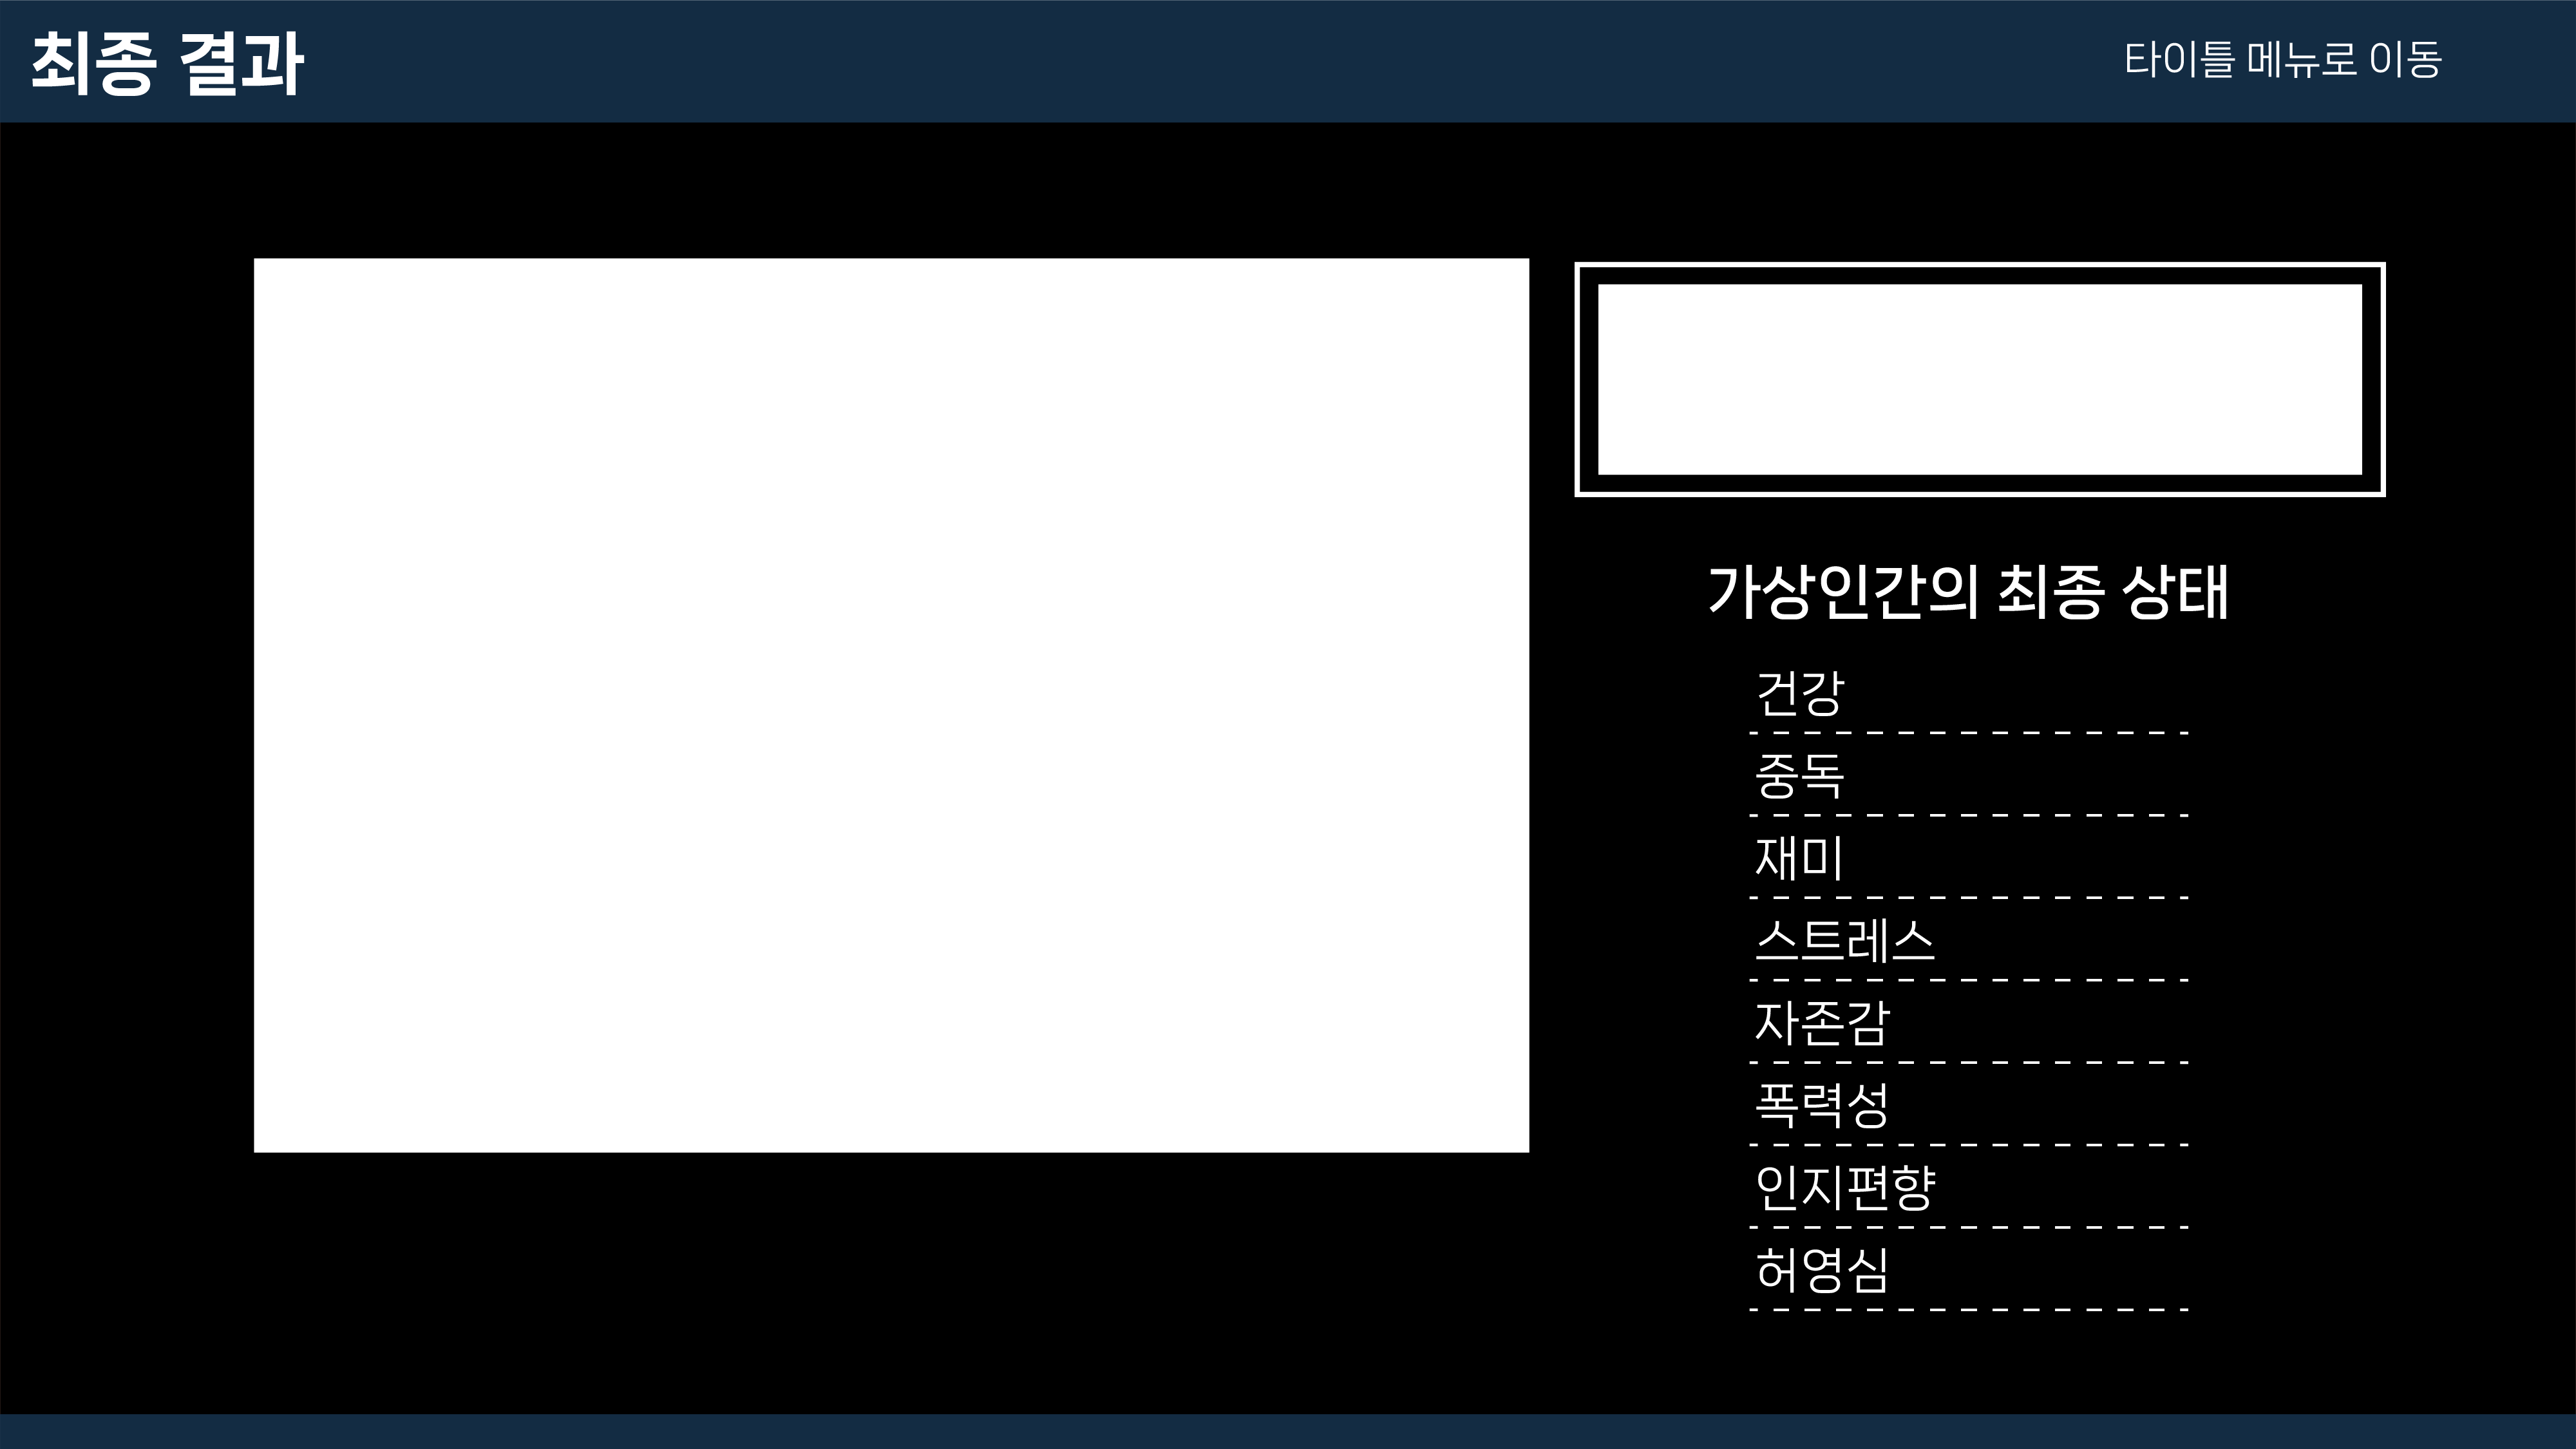 최종 결과
타이틀 메뉴로 이동
가상인간의 최종 상태
건강
중독
재미
스트레스
자존감
폭력성
인지편향
허영심